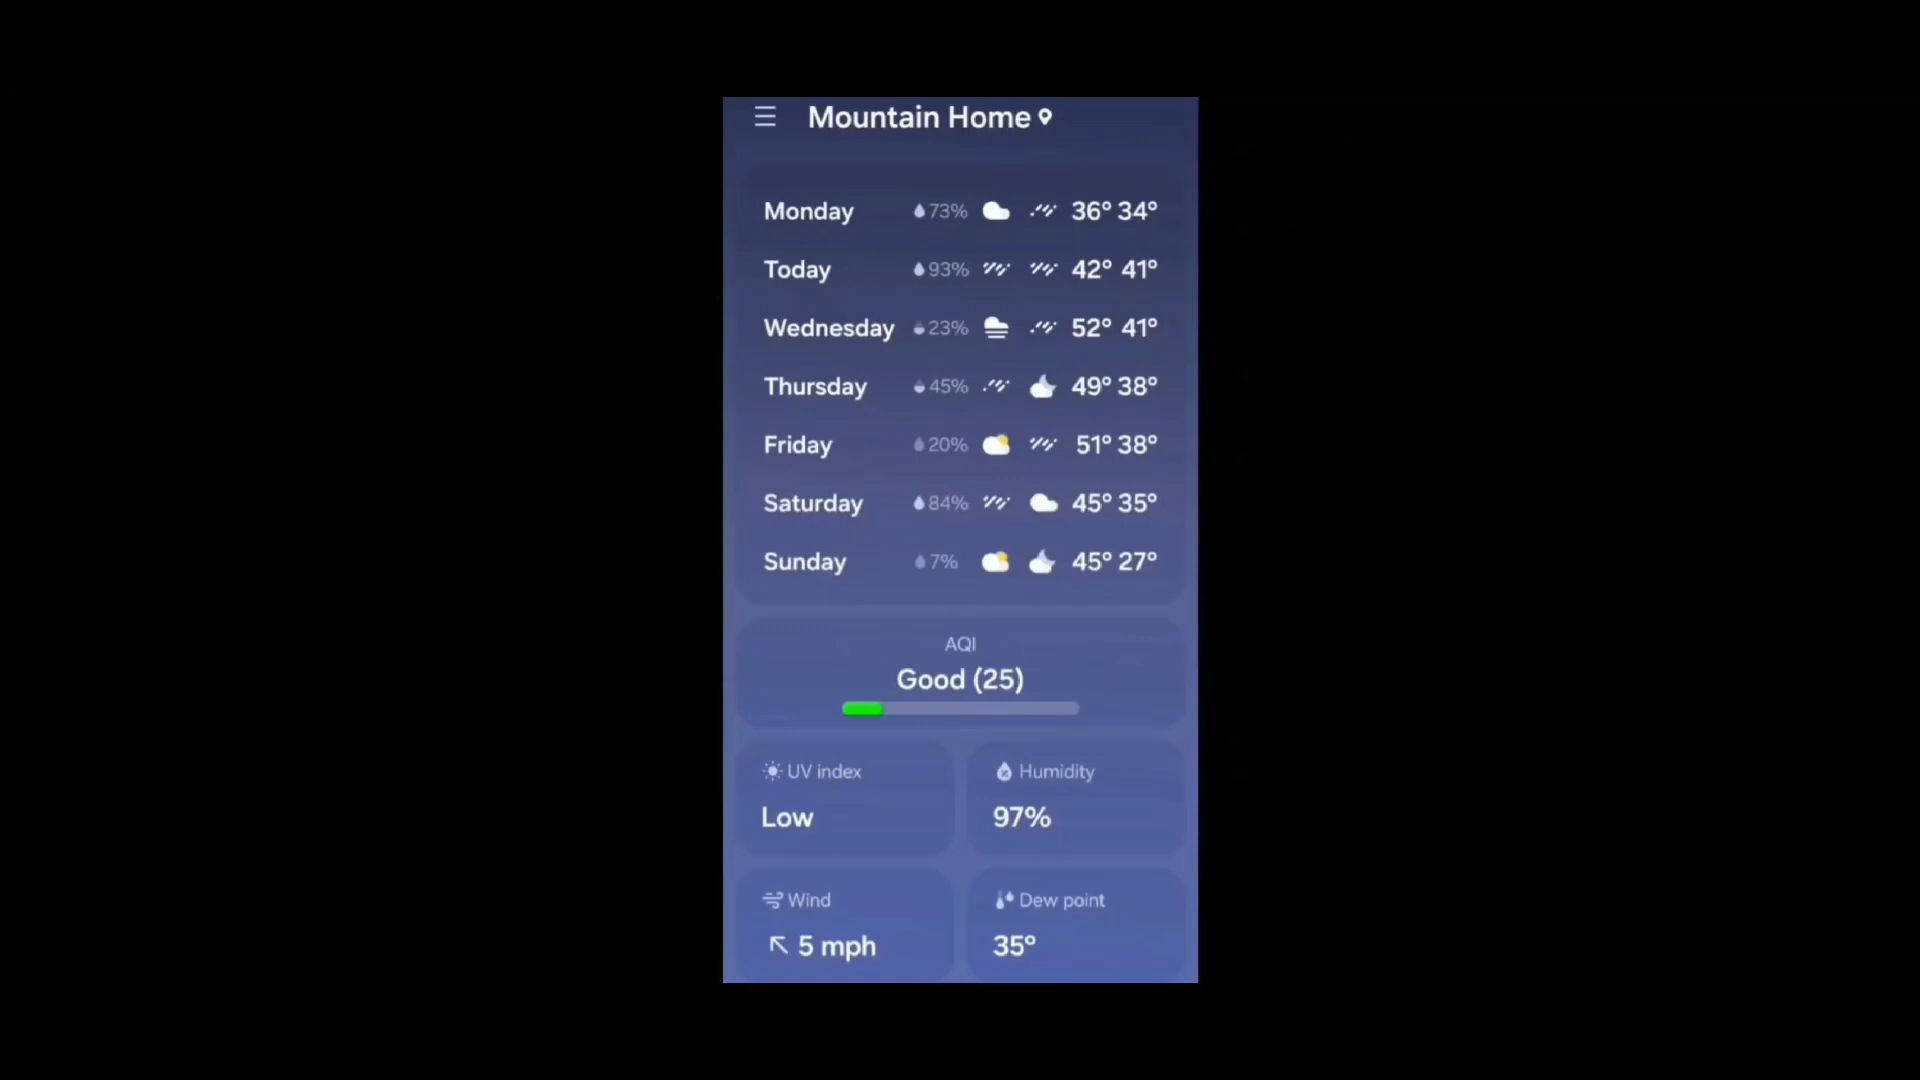 Mountain Home
Monday 73% 36° 34°
Today 93% 42° 41°
Wednesday 23% 52° 41°
Thursday 45% 49° 38°
Friday 20% 51° 38°
Saturday 84% 45° 35°
Sunday 7% 45° 27°
AQI
Good (25)
UV index Humidity
Low 97%
Wind Dew point
5 mph 35°